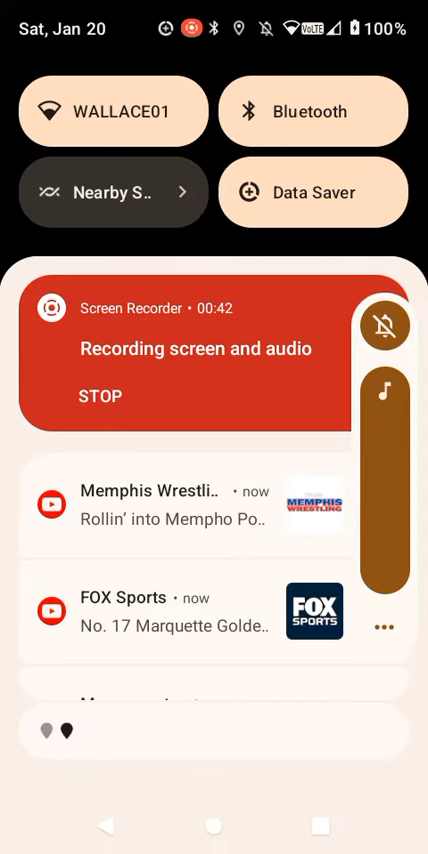 Sat, Jan 20
VoLTE
100%
WALLACE01
Bluetooth
Nearby S..
Data Saver
Screen Recorder • 00:42
Recording screen and audio
STOP
Memphis Wrestli.. • now
Rollin' into Mempho Po..
MEMPHIS
WRESTLING
FOX Sports • now
No. 17 Marquette Golde..
FOX
SPORTS